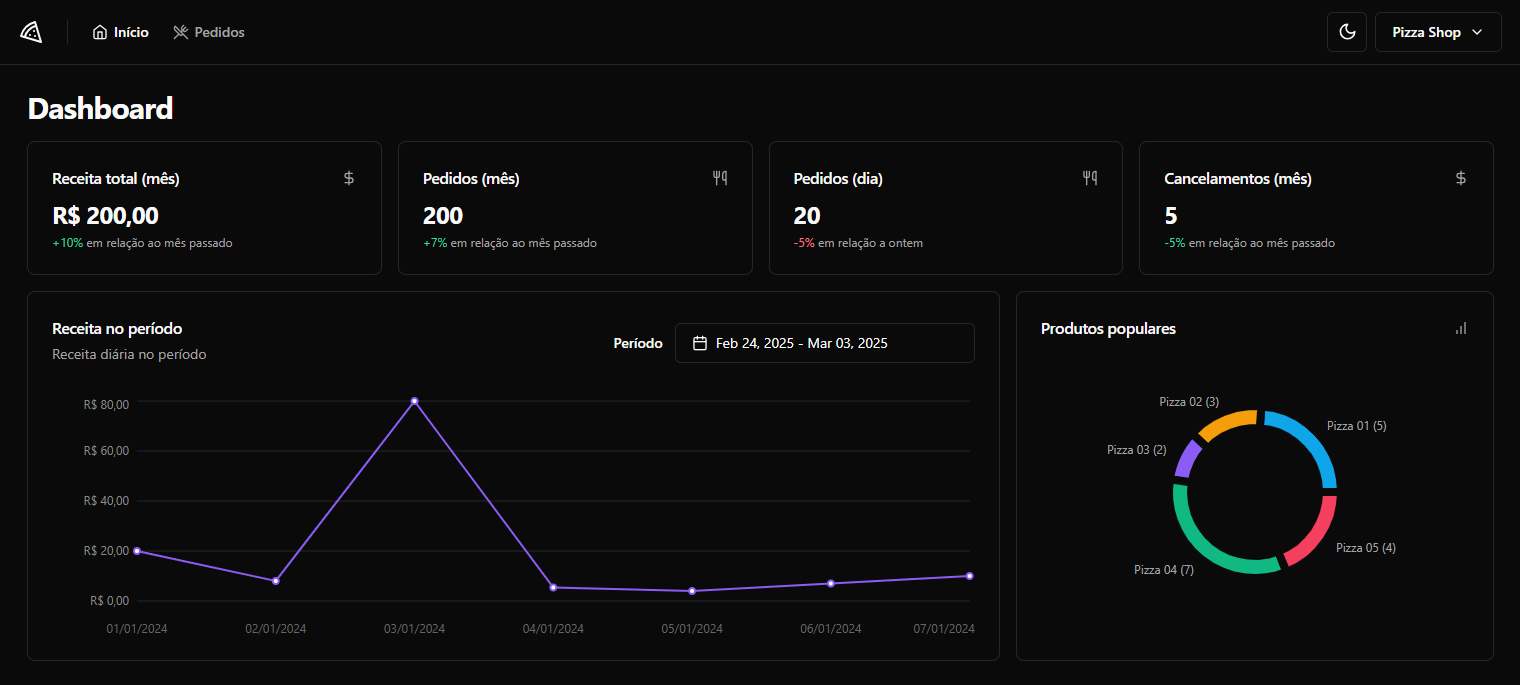 Início
Pedidos
Pizza Shop
Dashboard
Receita total (mês)
R$ 200,00
+10% em relação ao mês passado
Pedidos (mês)
200
+7% em relação ao mês passado
Pedidos (dia)
20
-5% em relação a ontem
Cancelamentos (mês)
5
-5% em relação ao mês passado
Receita no período
Receita diária no período
Período
Feb 24, 2025 - Mar 03, 2025
R$ 80,00
R$ 60,00
R$ 40,00
R$ 20,00
R$ 0,00
01/01/2024
02/01/2024
03/01/2024
04/01/2024
05/01/2024
06/01/2024
07/01/2024
Produtos populares
Pizza 02 (3)
Pizza 01 (5)
Pizza 03 (2)
Pizza 05 (4)
Pizza 04 (7)